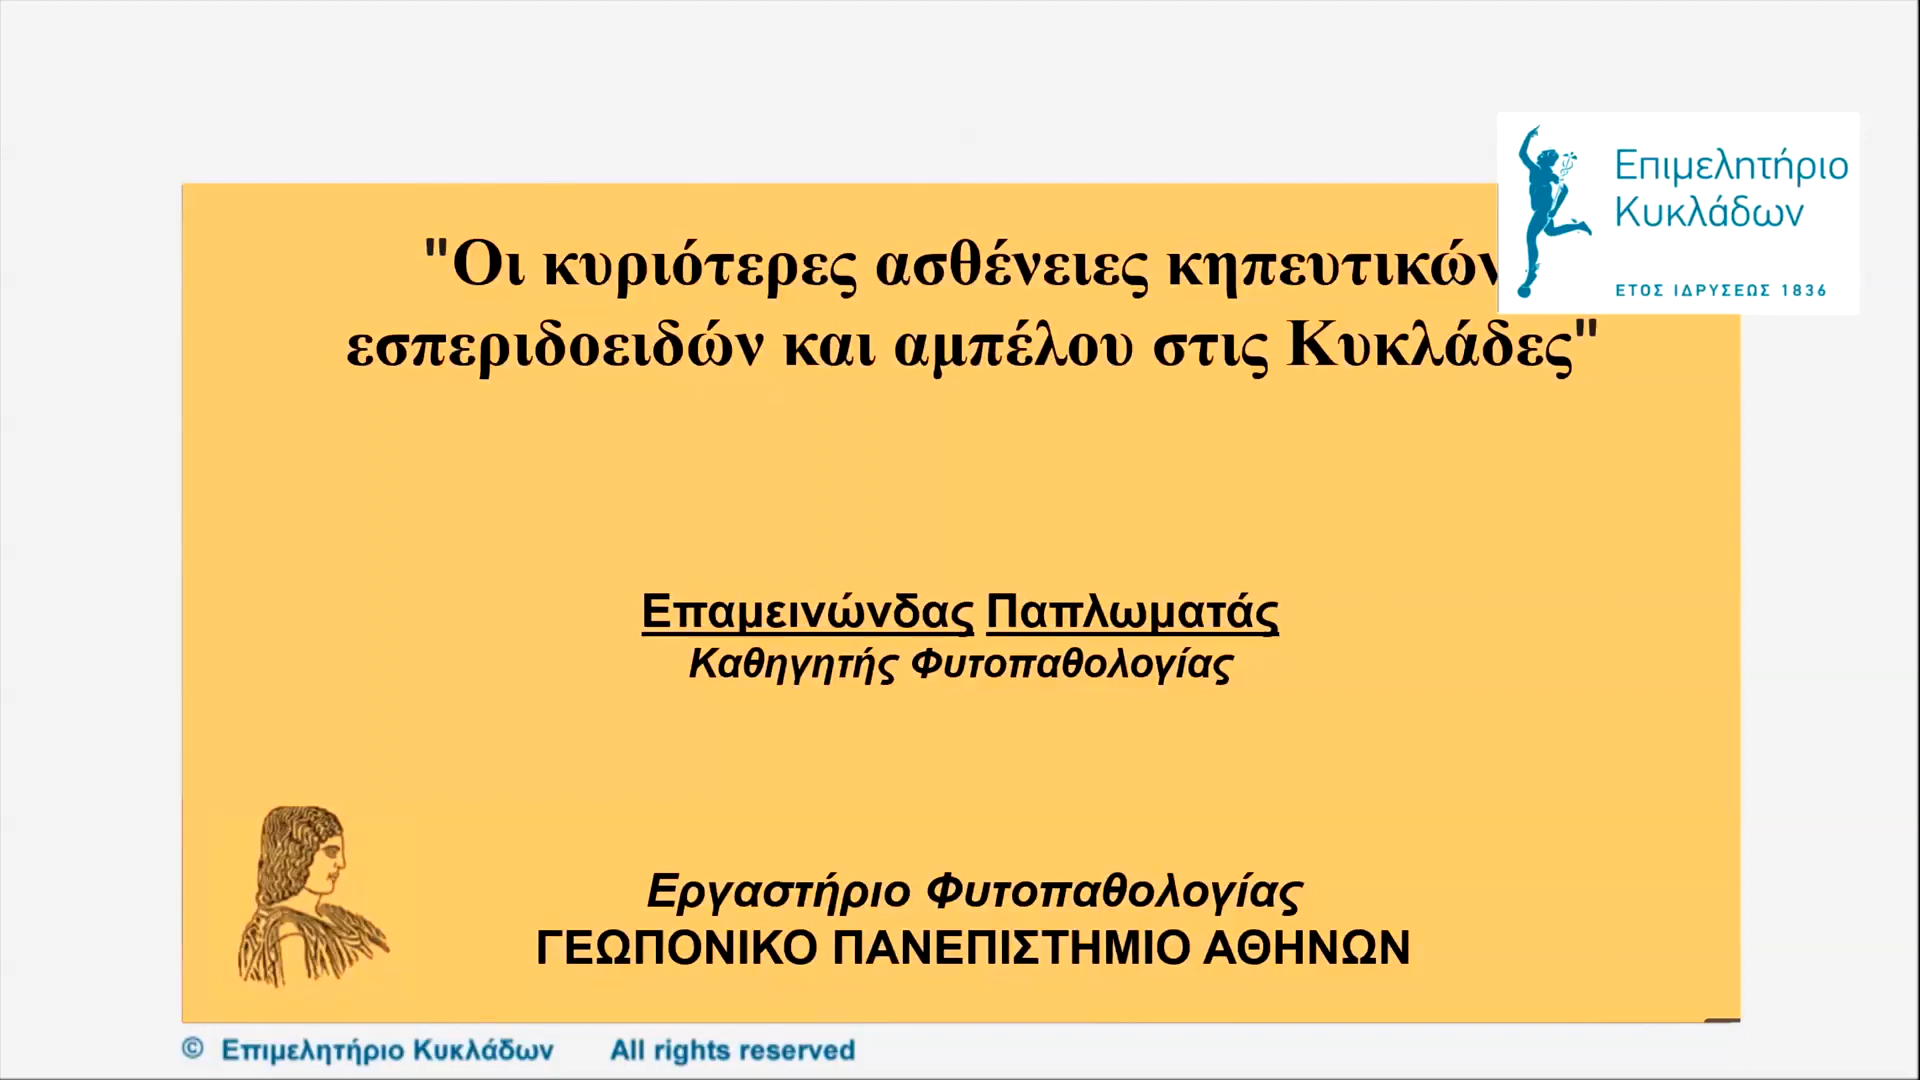 "Οι κυριότερες ασθένειες κηπευτικών
εσπεριδοειδών και αμπέλου στις Κυκλάδες"
Επιμελητήριο
Κυκλάδων
ΕΤΟΣ ΙΔΡΥΣΕΩΣ 1836
Επαμεινώνδας Παπλωματάς
Καθηγητής Φυτοπαθολογίας
Εργαστήριο Φυτοπαθολογίας
ΓΕΩΠΟΝΙΚΟ ΠΑΝΕΠΙΣΤΗΜΙΟ ΑΘΗΝΩΝ
© Επιμελητήριο Κυκλάδων All rights reserved